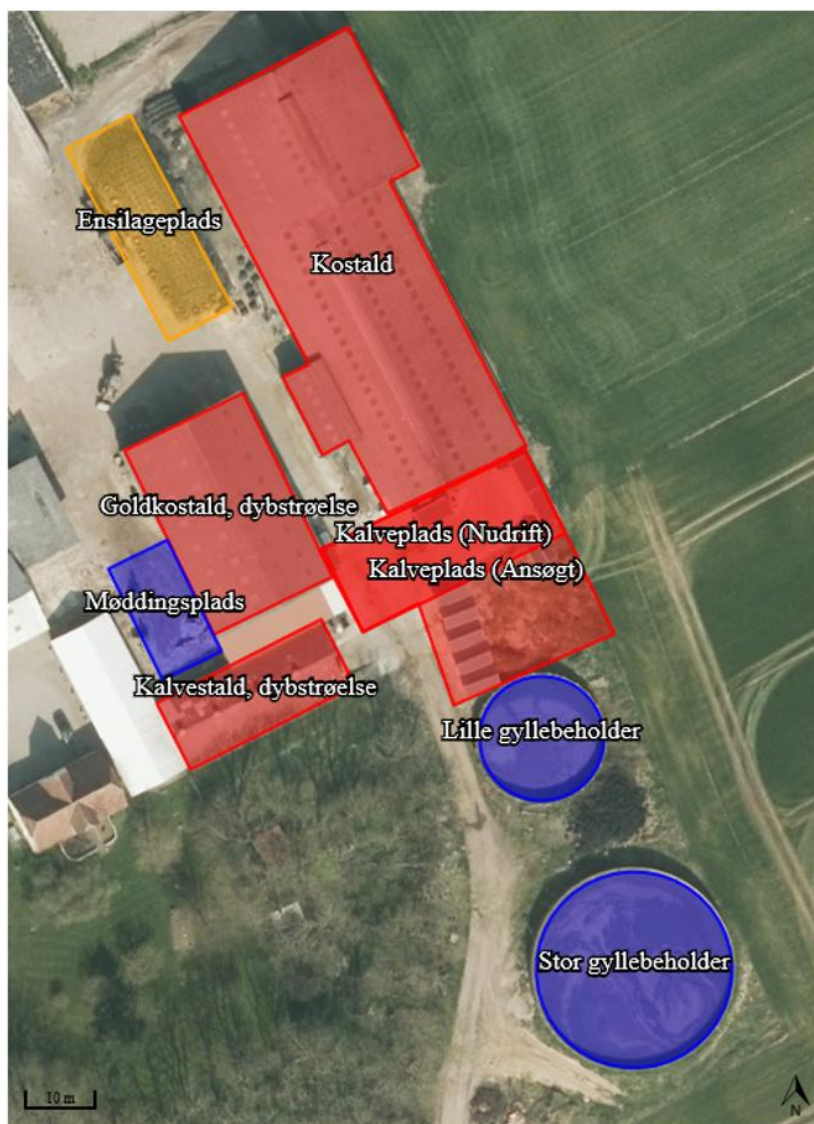 Ensilageplads
Kostald
Goldkostald, dybstrøelse
Kalveplads (Nudrift)
Kalveplads (Ansøgt)
Møddingsplads
Kalvestald, dybstrøelse
Lille gyllebeholder
Stor gyllebeholder
10 m
N